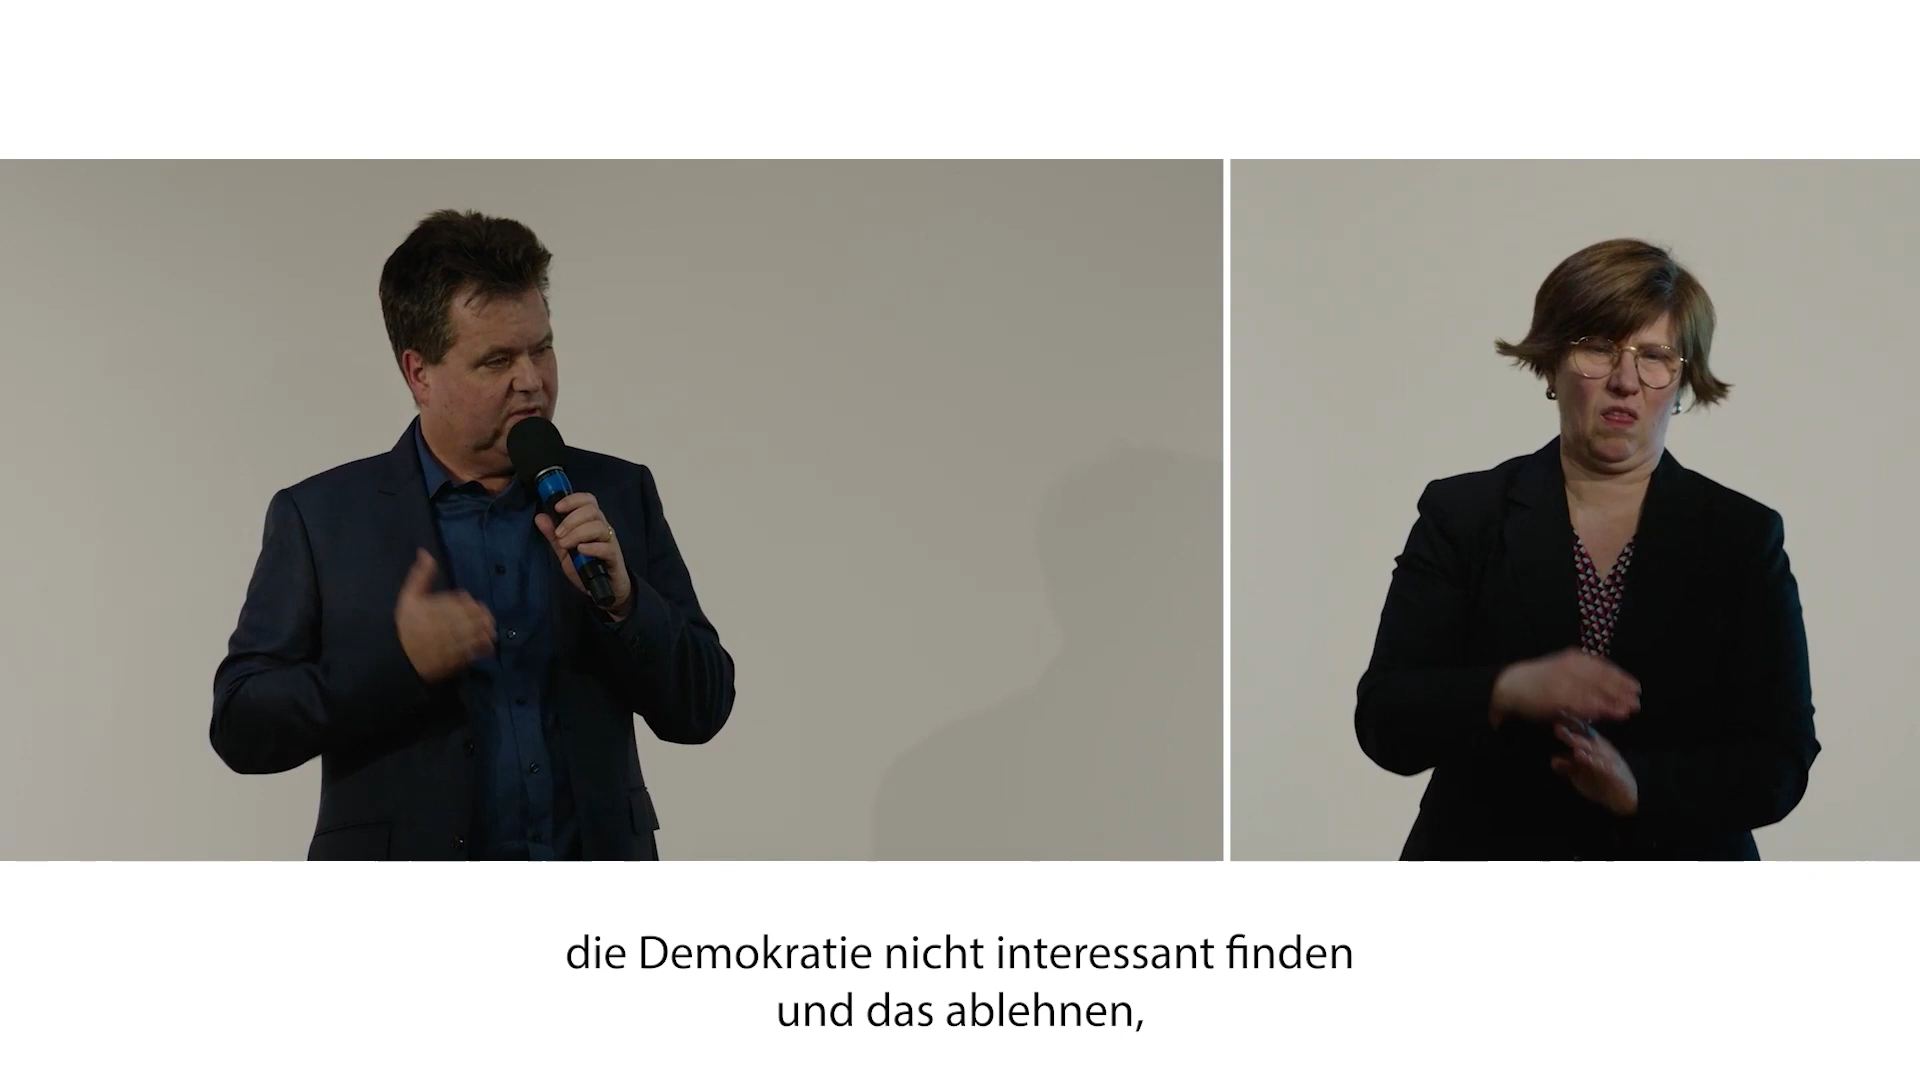 die Demokratie nicht interessant finden
und das ablehnen,